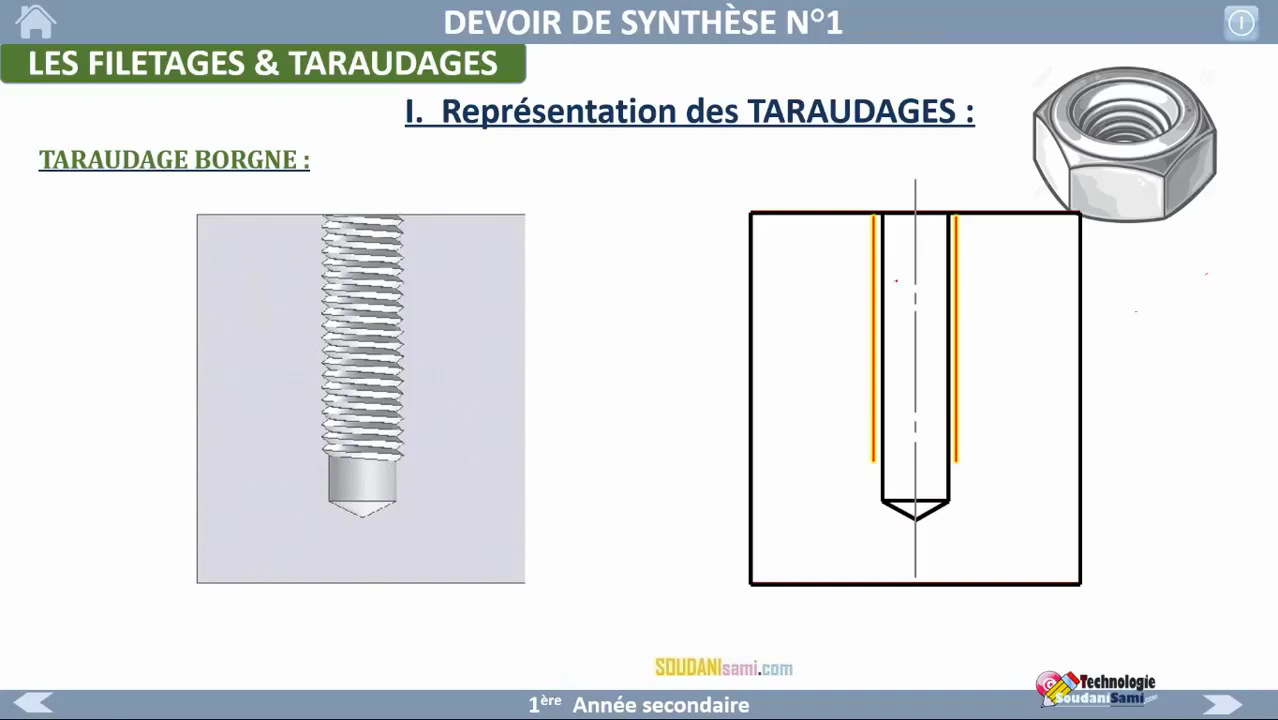 DEVOIR DE SYNTHÈSE N°1
LES FILETAGES & TARAUDAGES
I. Représentation des TARAUDAGES :
TARAUDAGE BORGNE :
SOUDANIsami.com
Technologie
SoudaniSami.com
1ère Année secondaire